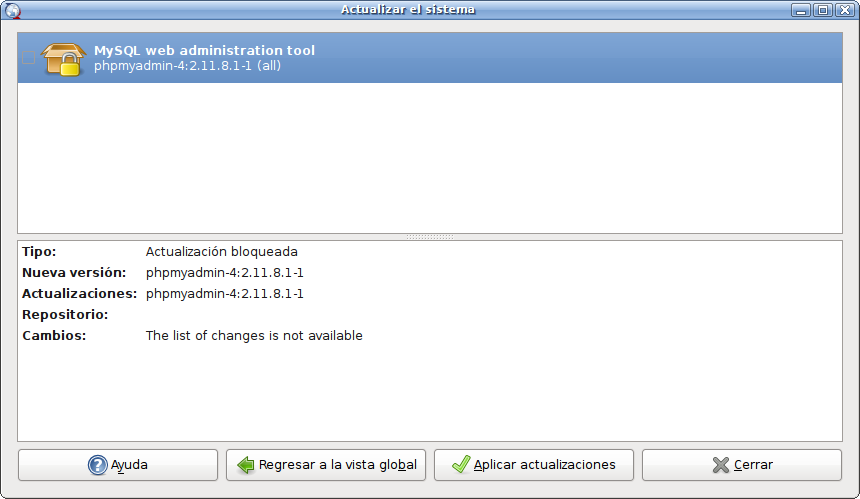 Actualizar el sistema
MySQL web administration tool
phpmyadmin-4:2.11.8.1-1 (all)
Tipo: Actualización bloqueada
Nueva versión: phpmyadmin-4:2.11.8.1-1
Actualizaciones: phpmyadmin-4:2.11.8.1-1
Repositorio:
Cambios: The list of changes is not available
Ayuda Regresar a la vista global Aplicar actualizaciones Cerrar